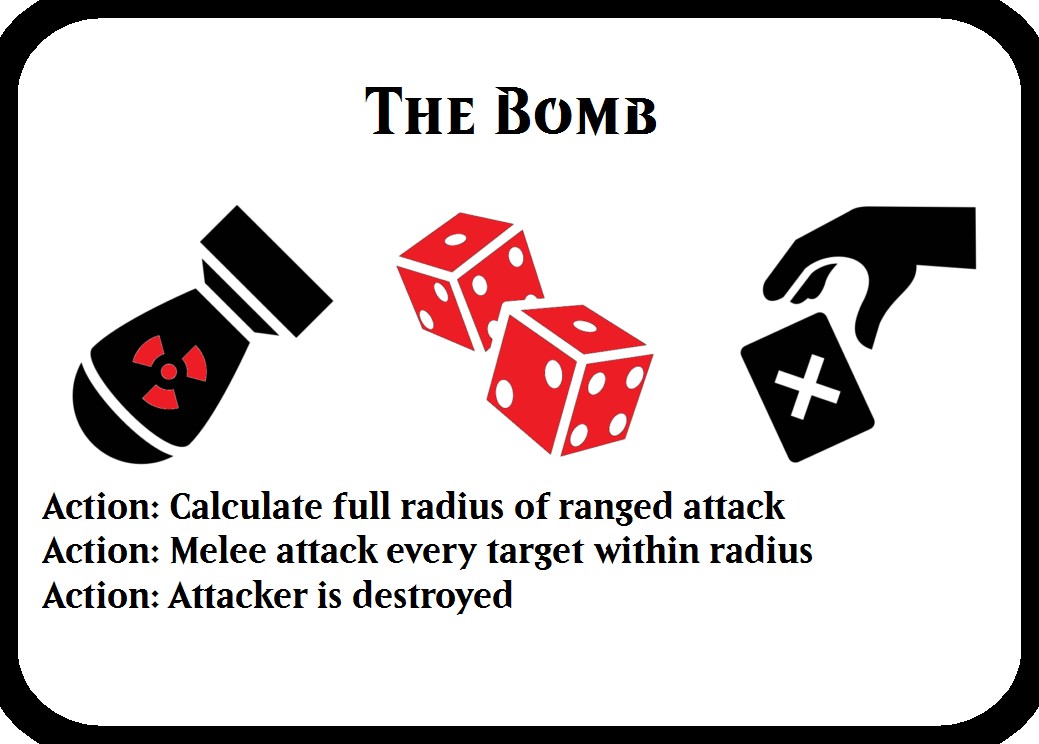 The Bomb
Action: Calculate full radius of ranged attack
Action: Melee attack every target within radius
Action: Attacker is destroyed